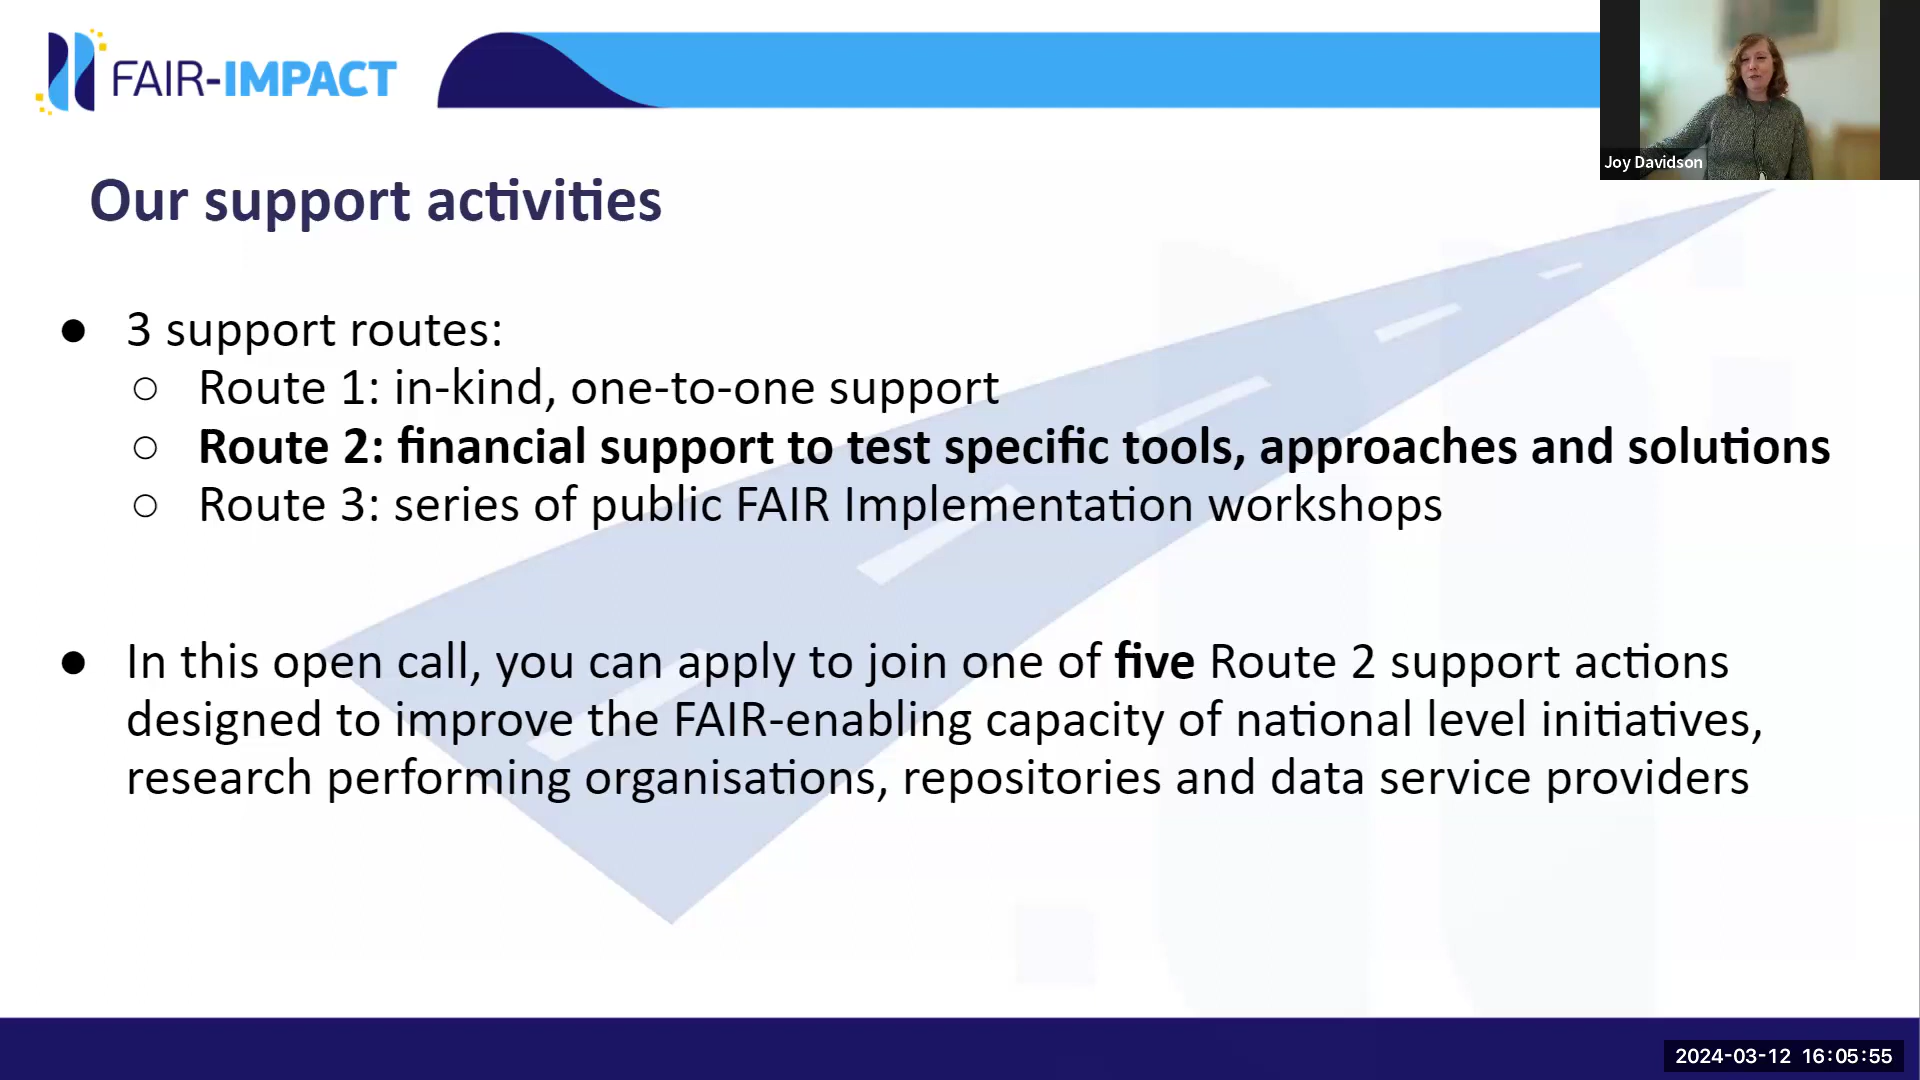 FAIR-IMPACT
Joy Davidson
Our support activities
● 3 support routes:
○ Route 1: in-kind, one-to-one support
○ Route 2: financial support to test specific tools, approaches and solutions
○ Route 3: series of public FAIR Implementation workshops
● In this open call, you can apply to join one of five Route 2 support actions
designed to improve the FAIR-enabling capacity of national level initiatives,
research performing organisations, repositories and data service providers
2024-03-12 16:05:55